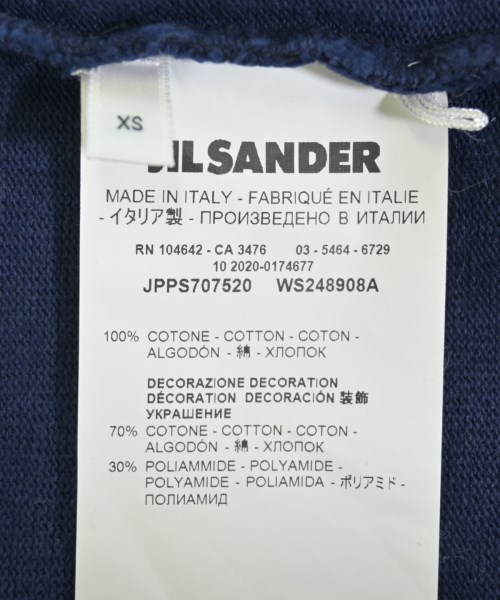 XS
JIL SANDER
MADE IN ITALY - FABRIQUÉ EN ITALIE
- イタリア製 - ПРОИЗВЕДЕНО В ИТАЛИИ
RN 104642 - CA 3476 03 - 5464 - 6729
10 2020-0174677
JPPS707520 WS248908A
100% COTONE - COTTON - COTON -
ALGODÓN - 綿 - ХЛОПОК
DECORAZIONE DECORATION
DÉCORATION DECORACIÓN 装飾
УКРАШЕНИЕ
70% COTONE - COTTON - COTON -
ALGODÓN - 綿 - ХЛОПОК
30% POLIAMMIDE - POLYAMIDE -
POLYAMIDE - POLIAMIDA - ポリアミド -
ПОЛИАМИД